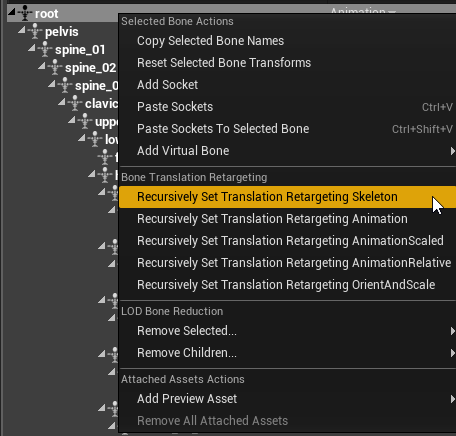 root
Animation
pelvis
spine_01
spine_02
spine_0
clavic
uppe
lov
Selected Bone Actions
Copy Selected Bone Names
Reset Selected Bone Transforms
Add Socket
Paste Sockets Ctrl+V
Paste Sockets To Selected Bone Ctrl+Shift+V
Add Virtual Bone
Bone Translation Retargeting
Recursively Set Translation Retargeting Skeleton
Recursively Set Translation Retargeting Animation
Recursively Set Translation Retargeting AnimationScaled
Recursively Set Translation Retargeting AnimationRelative
Recursively Set Translation Retargeting OrientAndScale
LOD Bone Reduction
Remove Selected...
Remove Children...
Attached Assets Actions
Add Preview Asset
Remove All Attached Assets